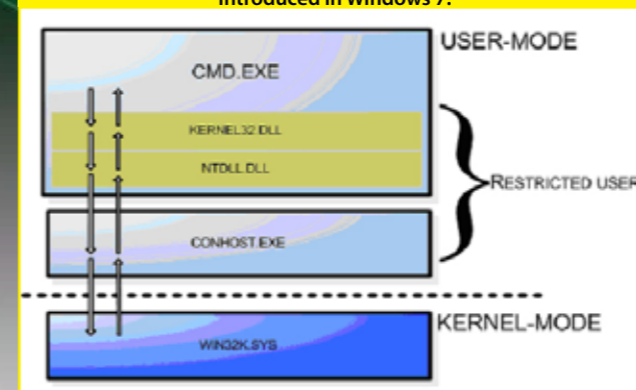 introduced in Windows 7.
USER-MODE
CMD.EXE
KERNEL32.DLL
NTDLL.DLL
RESTRICTED USER
CONHOST.EXE
KERNEL-MODE
WIN32K.SYS